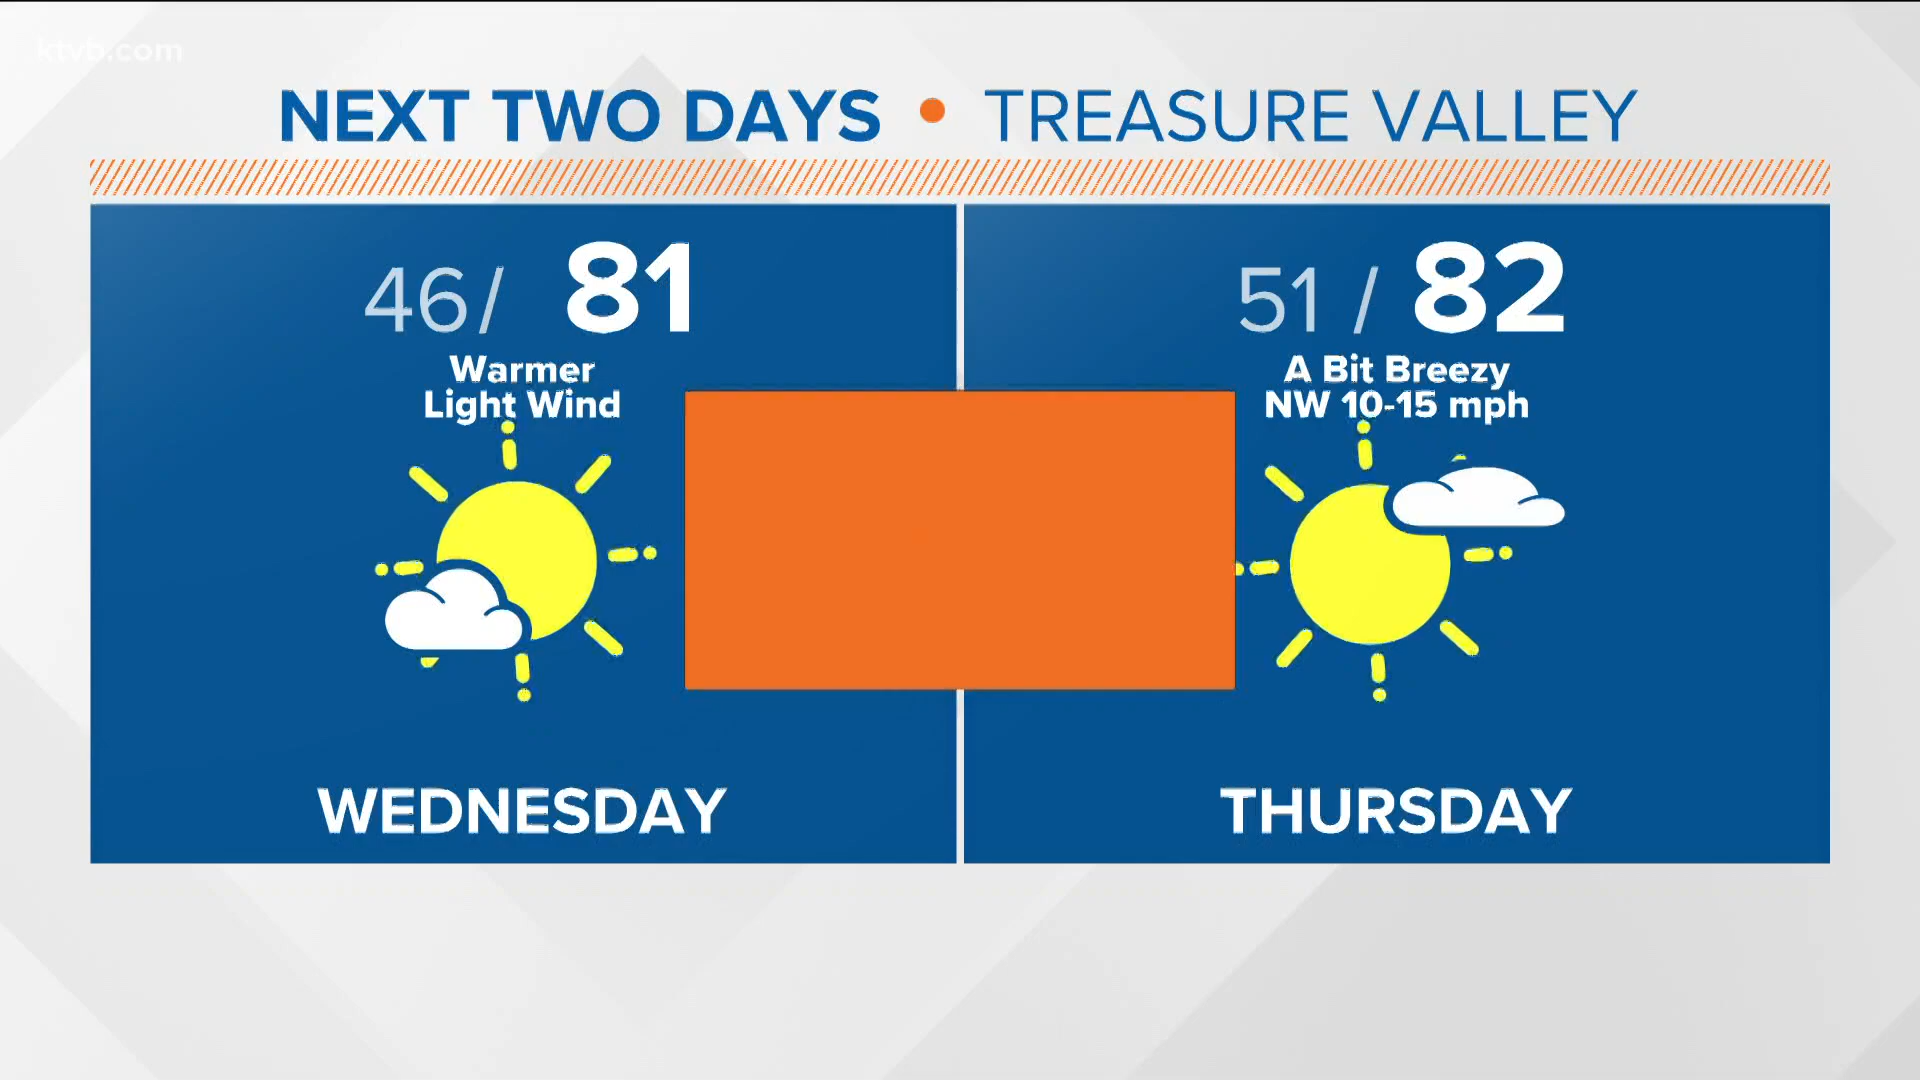 ktvb.com
NEXT TWO DAYS • TREASURE VALLEY
46/ 81
Warmer
Light Wind
WEDNESDAY
51 / 82
A Bit Breezy
NW 10-15 mph
THURSDAY